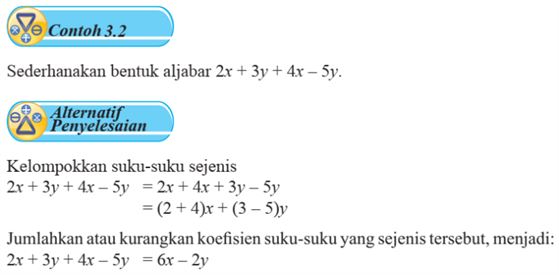 Contoh 3.2
Sederhanakan bentuk aljabar 2x + 3y + 4x – 5y.
Alternatif
Penyelesaian
Kelompokkan suku-suku sejenis
2x + 3y + 4x – 5y = 2x + 4x + 3y – 5y
= (2 + 4)x + (3 – 5)y
Jumlahkan atau kurangkan koefisien suku-suku yang sejenis tersebut, menjadi:
2x + 3y + 4x – 5y = 6x – 2y